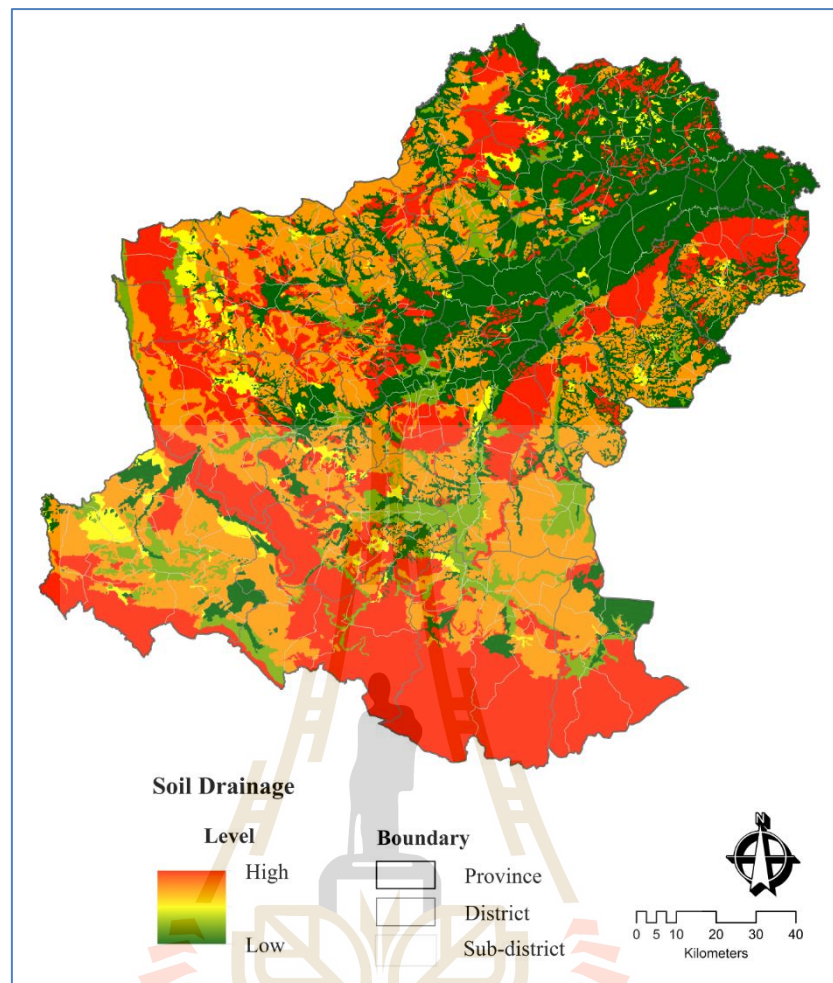 Soil Drainage
Level
High
Low
Boundary
Province
District
Sub-district
N
0 5 10 20 30 40
Kilometers